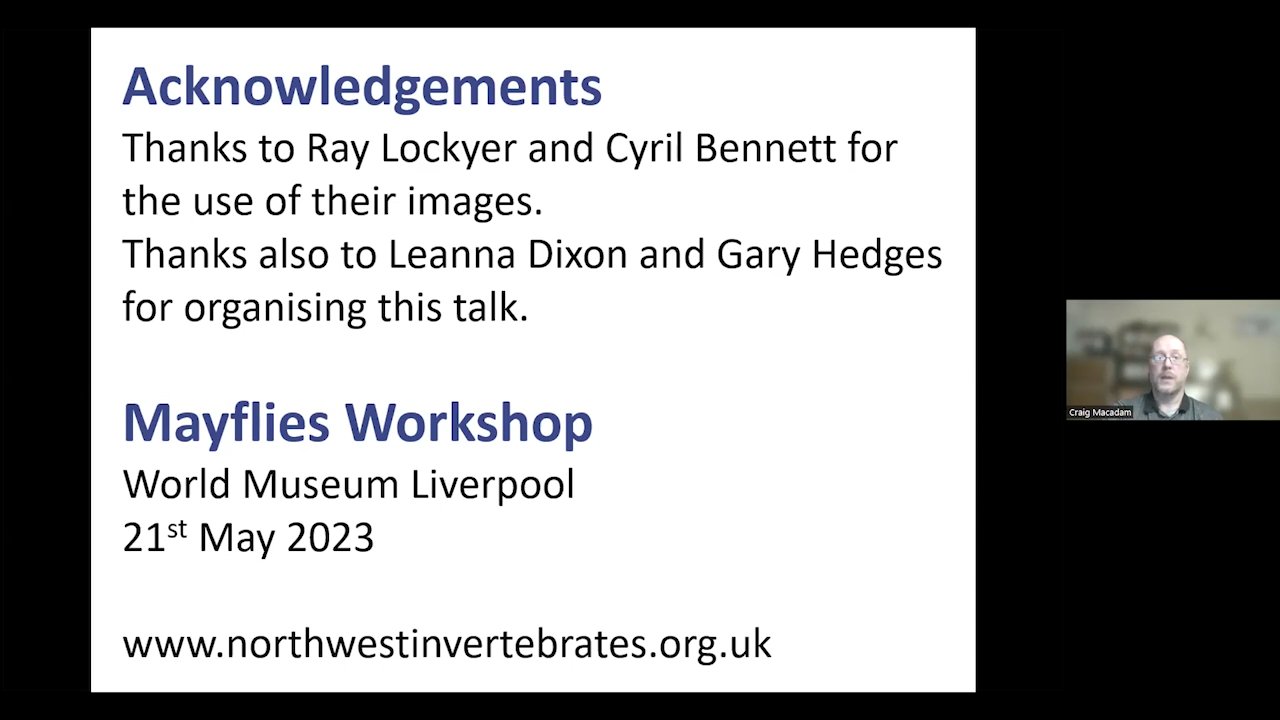 Acknowledgements
Thanks to Ray Lockyer and Cyril Bennett for
the use of their images.
Thanks also to Leanna Dixon and Gary Hedges
for organising this talk.
Mayflies Workshop
World Museum Liverpool
21st May 2023
www.northwestinvertebrates.org.uk
Craig Macadam